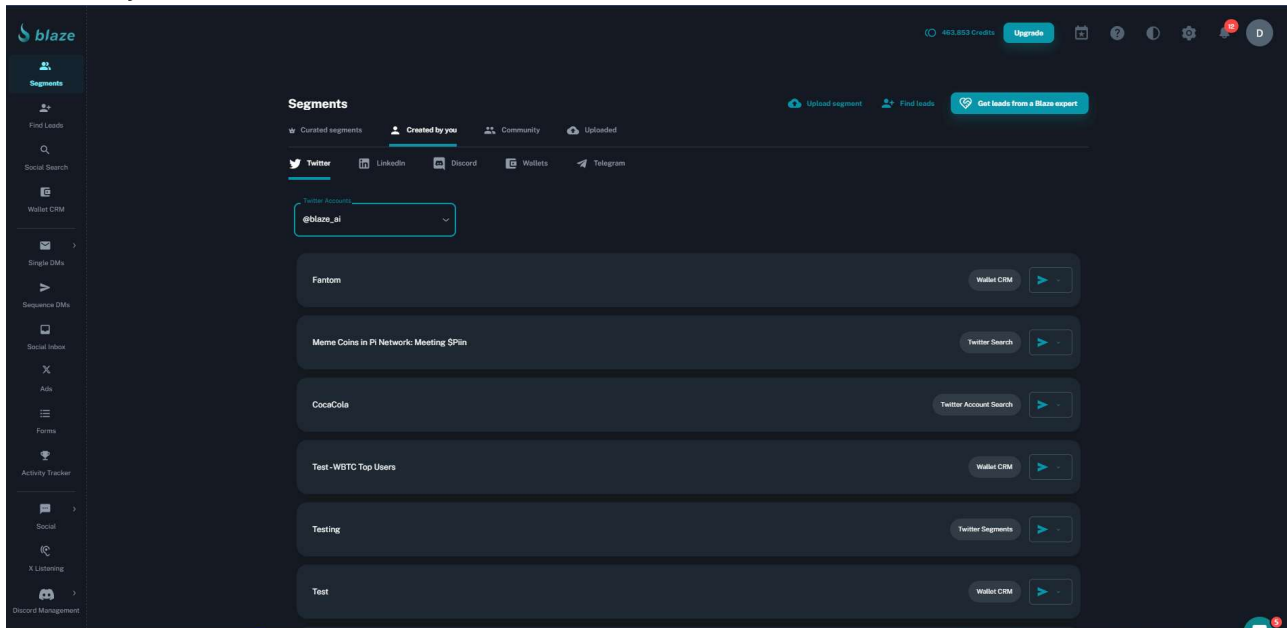 blaze
463,853 Credits
Upgrade
12
D
Segments
Find Leads
Social Search
Wallet CRM
Single DMs
Sequence DMs
Social Inbox
Ads
Forms
Activity Tracker
Social
X Listening
Discord Management
Segments
Upload segment
Find leads
Get leads from a Blaze expert
Curated segments
Created by you
Community
Uploaded
Twitter
Linkedin
Discord
Wallets
Telegram
Twitter Accounts
@blaze_ai
Fantom
Wallet CRM
Meme Coins in Pi Network: Meeting $Piin
Twitter Search
CocaCola
Twitter Account Search
Test - WBTC Top Users
Wallet CRM
Testing
Twitter Segments
Test
Wallet CRM
5